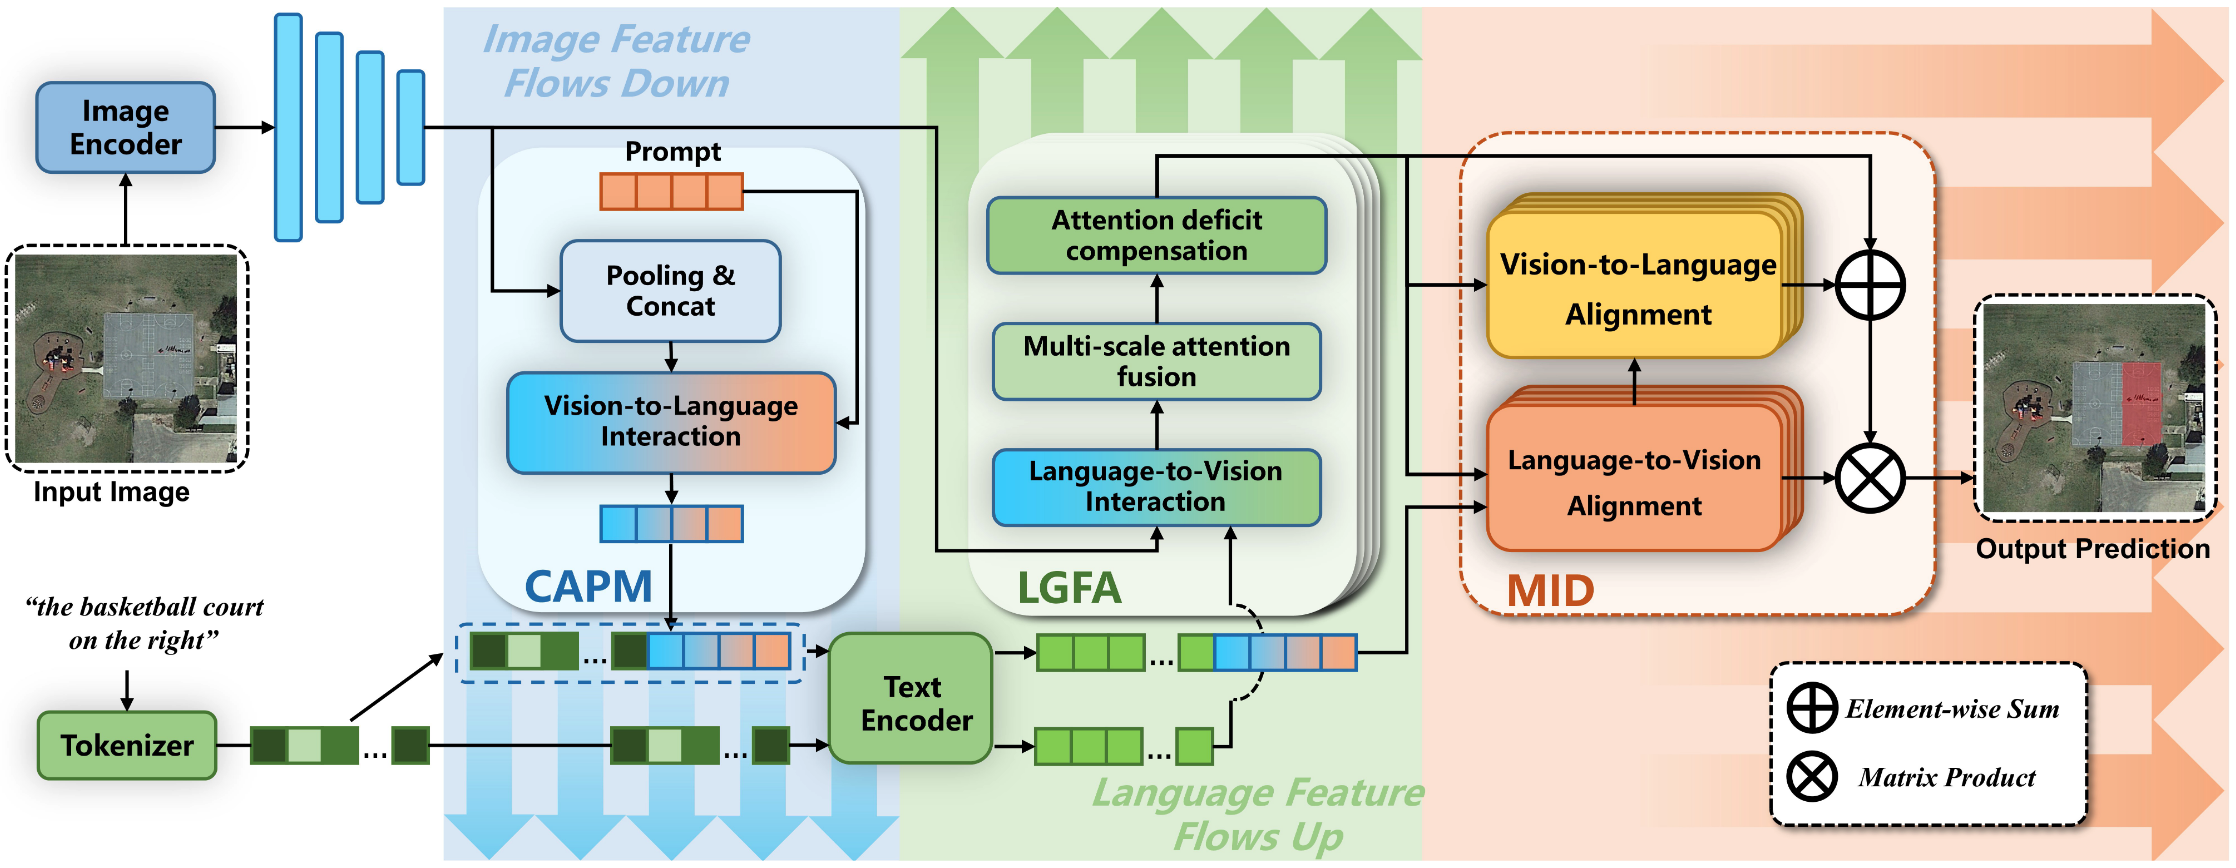 Image Feature
Flows Down
Image
Encoder
Input Image
“the basketball court
on the right”
Tokenizer
...
Prompt
Pooling &
Concat
Vision-to-Language
Interaction
CAPM
...
...
Text
Encoder
Attention deficit
compensation
Multi-scale attention
fusion
Language-to-Vision
Interaction
LGFA
...
...
Language Feature
Flows Up
Vision-to-Language
Alignment
Language-to-Vision
Alignment
MID
Output Prediction
Element-wise Sum
Matrix Product